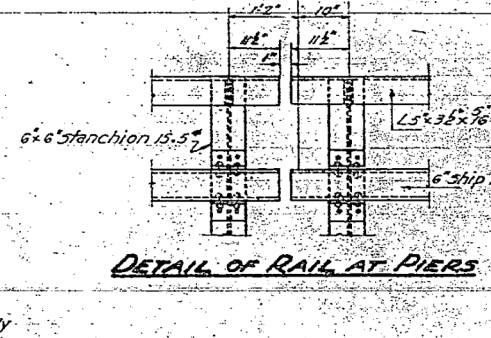 1'-2" 10"
11½" 11½"
1"
6"x6" stanchion 15.5#
L5"x3½"x5/16"
6" ship
DETAIL OF RAIL AT PIERS
y